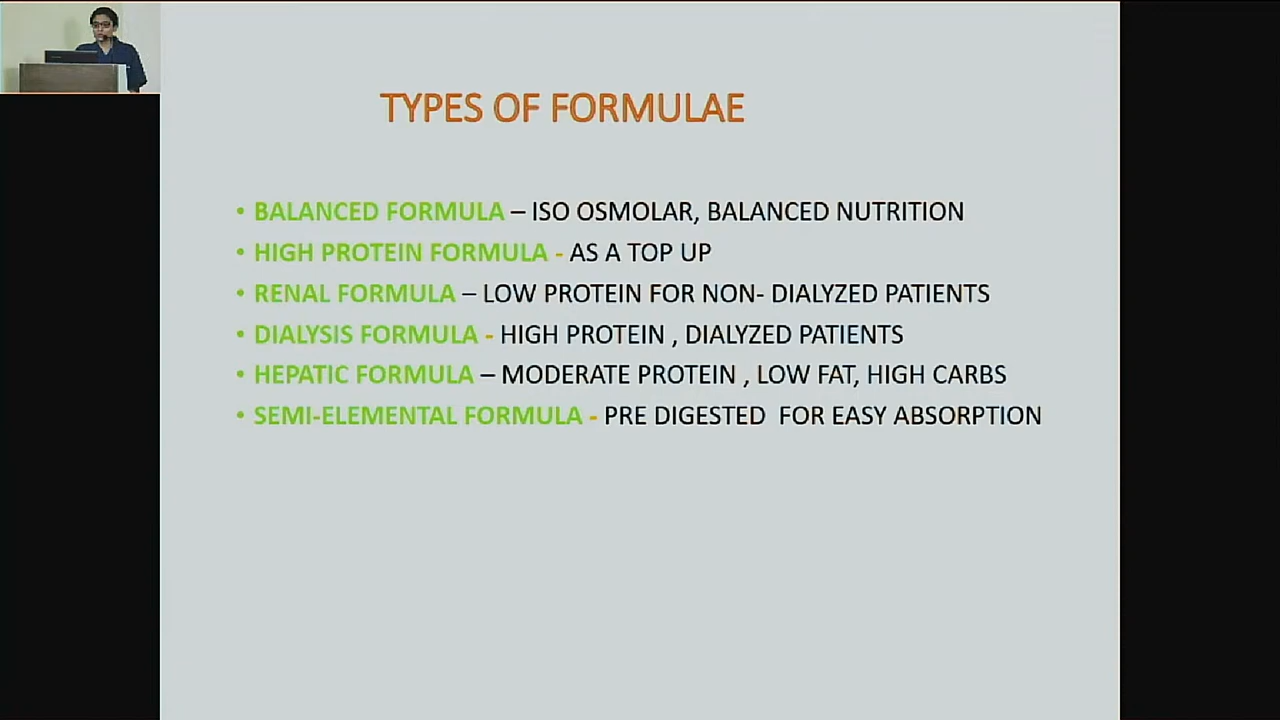 TYPES OF FORMULAE
• BALANCED FORMULA – ISO OSMOLAR, BALANCED NUTRITION
• HIGH PROTEIN FORMULA - AS A TOP UP
• RENAL FORMULA – LOW PROTEIN FOR NON- DIALYZED PATIENTS
• DIALYSIS FORMULA - HIGH PROTEIN , DIALYZED PATIENTS
• HEPATIC FORMULA – MODERATE PROTEIN , LOW FAT, HIGH CARBS
• SEMI-ELEMENTAL FORMULA - PRE DIGESTED  FOR EASY ABSORPTION